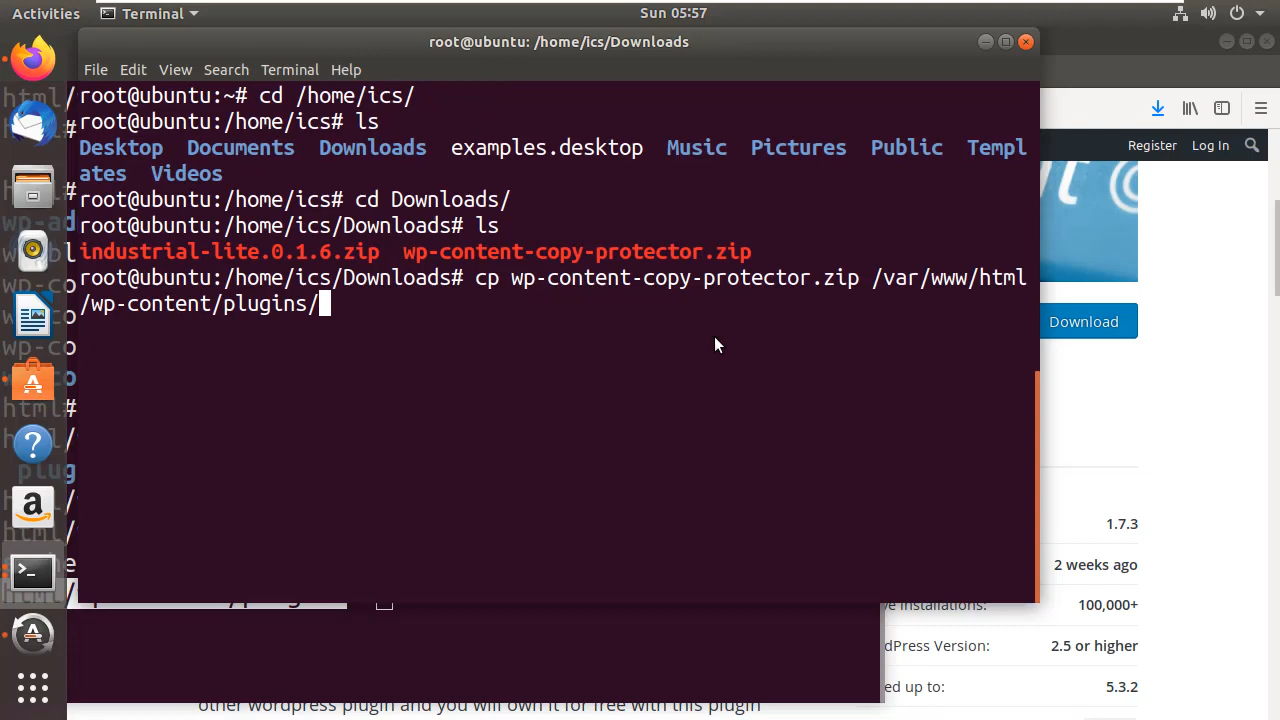 Activities Terminal Sun 05:57
root@ubuntu: /home/ics/Downloads
File Edit View Search Terminal Help
root@ubuntu:~# cd /home/ics/
root@ubuntu:/home/ics# ls
Desktop Documents Downloads examples.desktop Music Pictures Public Templ
ates Videos
root@ubuntu:/home/ics# cd Downloads/
root@ubuntu:/home/ics/Downloads# ls
industrial-lite.0.1.6.zip wp-content-copy-protector.zip
root@ubuntu:/home/ics/Downloads# cp wp-content-copy-protector.zip /var/www/html
/wp-content/plugins/
Register Log In
Download
1.7.3
2 weeks ago
ve installations: 100,000+
dPress Version: 2.5 or higher
ed up to: 5.3.2
other wordpress plugin and you will own it for free with this plugin